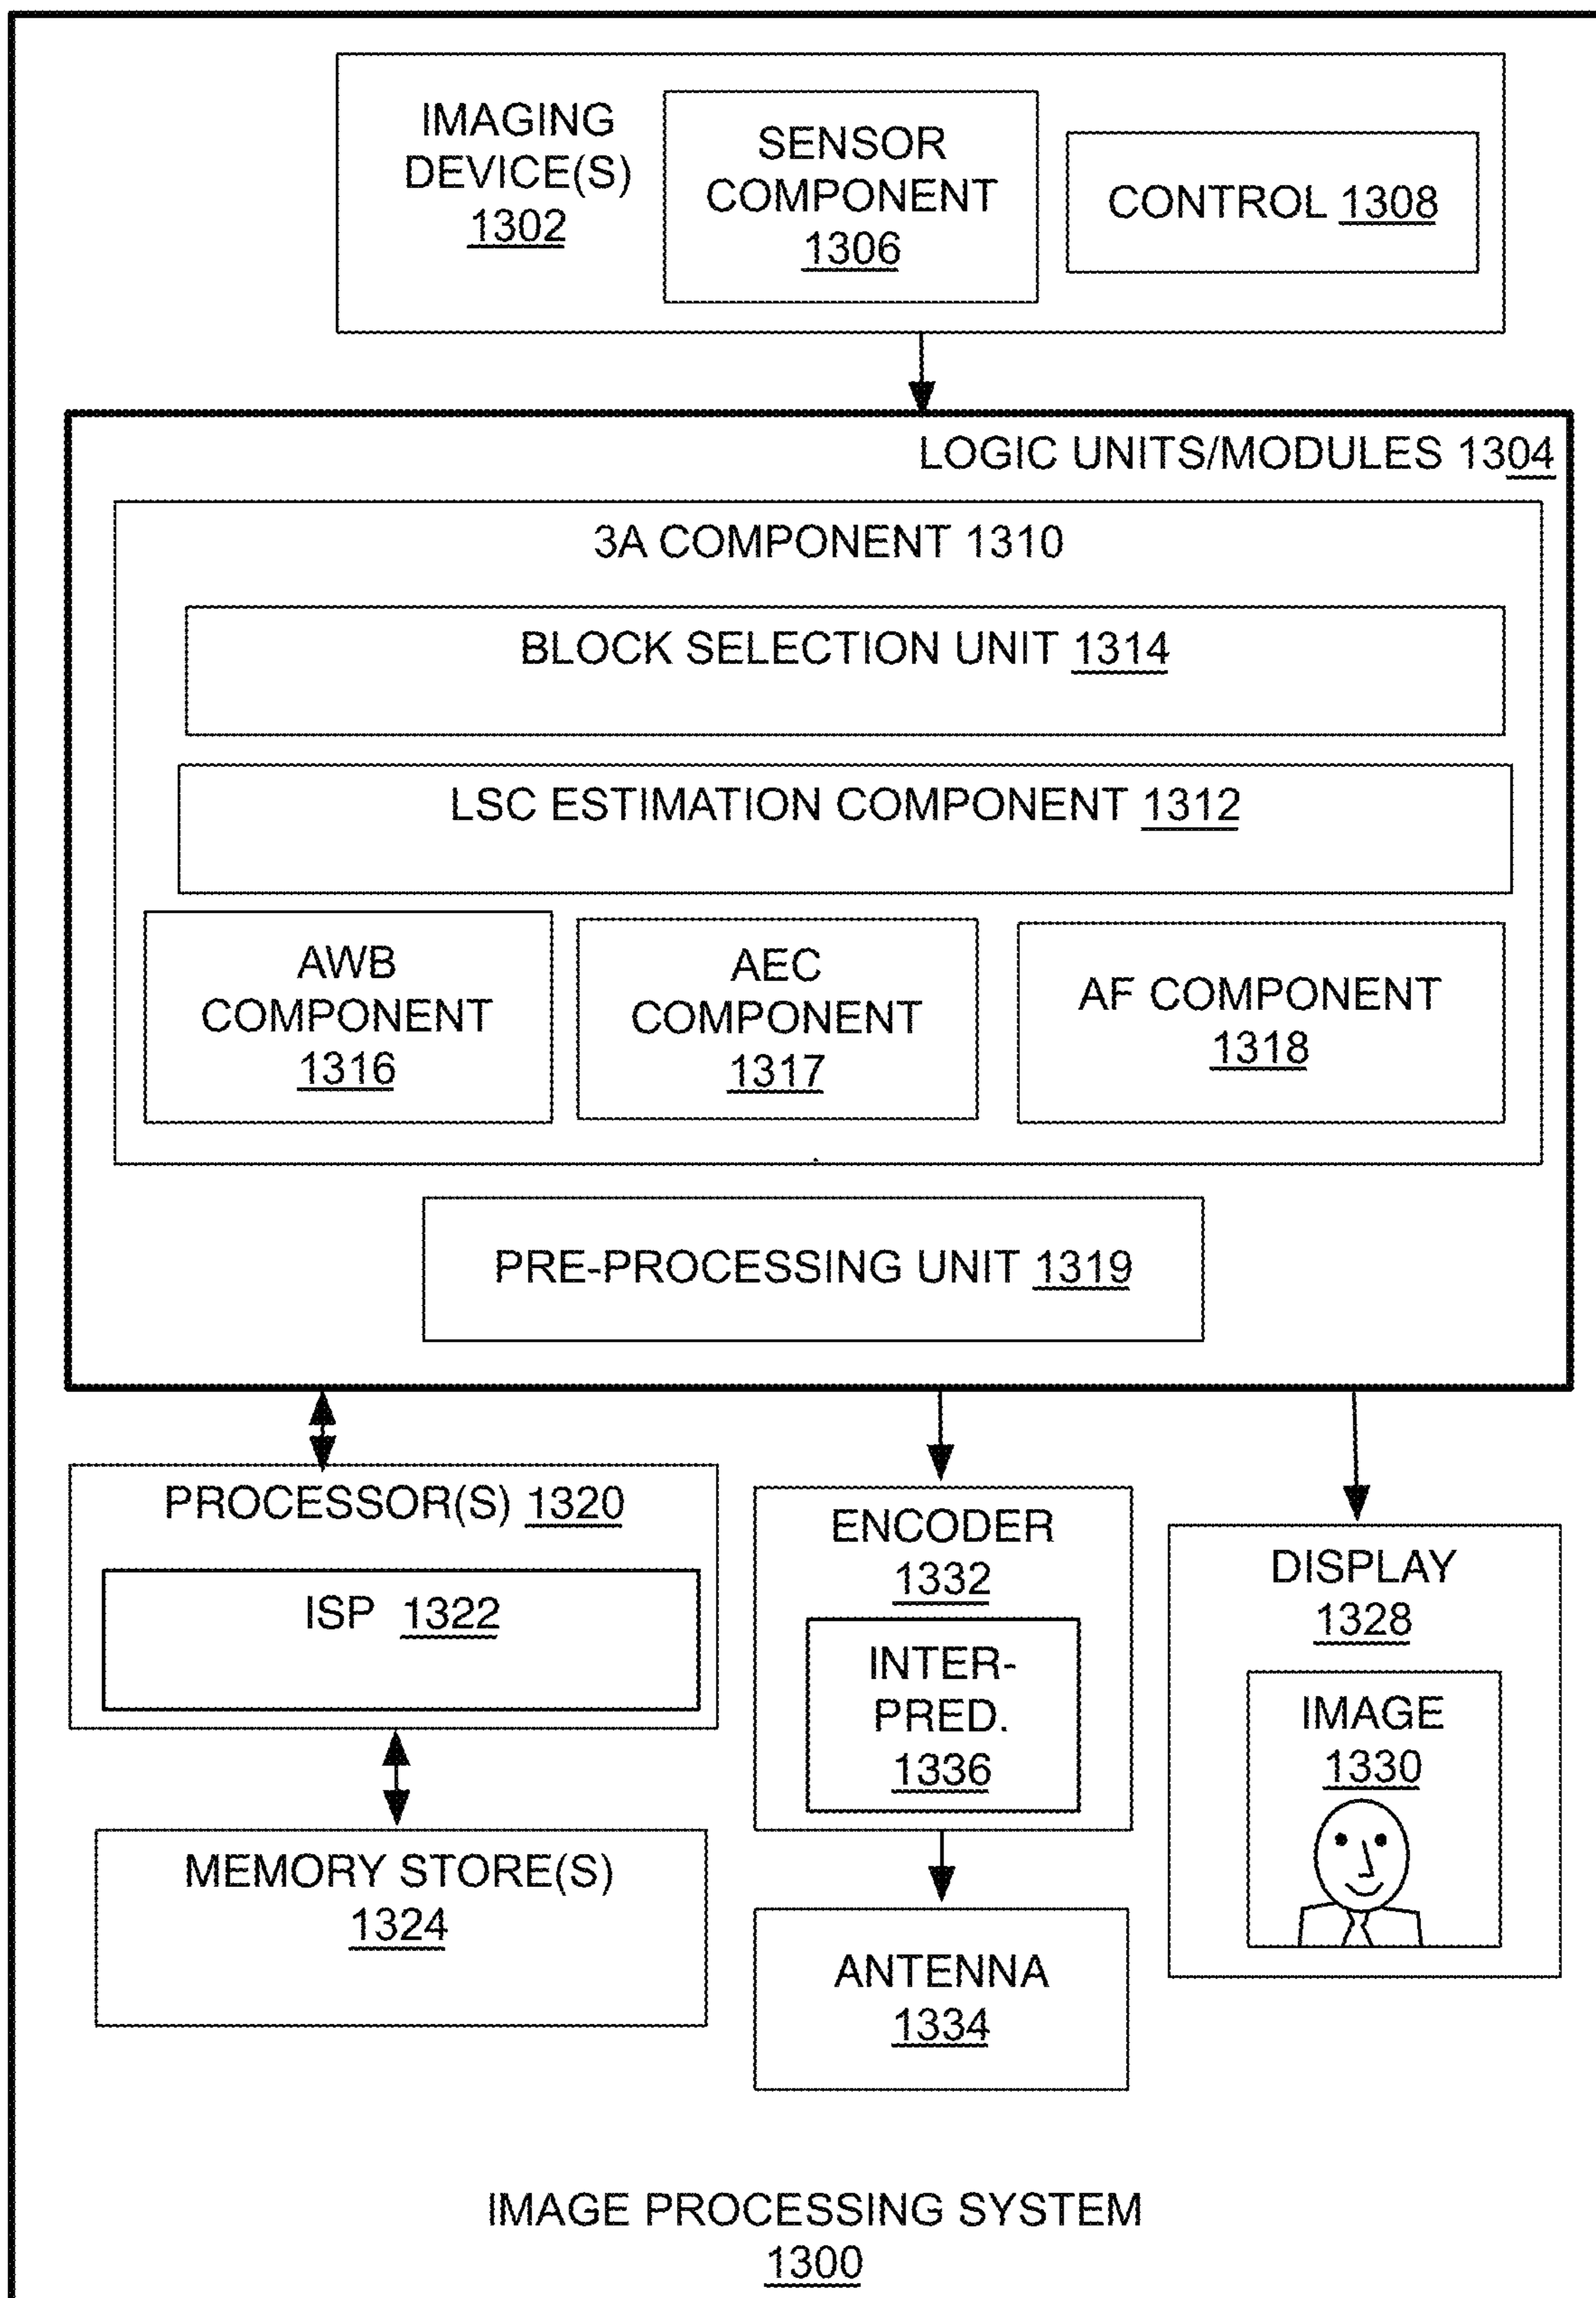 IMAGING
DEVICE(S)
1302
SENSOR
COMPONENT
1306
CONTROL 1308
LOGIC UNITS/MODULES 1304
3A COMPONENT 1310
BLOCK SELECTION UNIT 1314
LSC ESTIMATION COMPONENT 1312
AWB
COMPONENT
1316
AEC
COMPONENT
1317
AF COMPONENT
1318
PRE-PROCESSING UNIT 1319
PROCESSOR(S) 1320
ISP 1322
MEMORY STORE(S)
1324
ENCODER
1332
INTER-
PRED.
1336
ANTENNA
1334
DISPLAY
1328
IMAGE
1330
IMAGE PROCESSING SYSTEM
1300